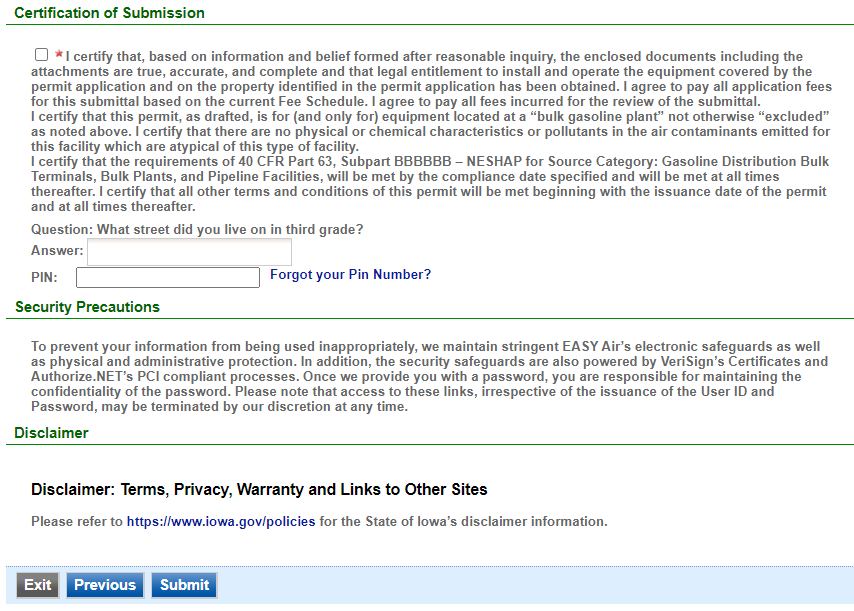 Certification of Submission
* I certify that, based on information and belief formed after reasonable inquiry, the enclosed documents including the
attachments are true, accurate, and complete and that legal entitlement to install and operate the equipment covered by the
permit application and on the property identified in the permit application has been obtained. I agree to pay all application fees
for this submittal based on the current Fee Schedule. I agree to pay all fees incurred for the review of the submittal.
I certify that this permit, as drafted, is for (and only for) equipment located at a “bulk gasoline plant” not otherwise “excluded”
as noted above. I certify that there are no physical or chemical characteristics or pollutants in the air contaminants emitted for
this facility which are atypical of this type of facility.
I certify that the requirements of 40 CFR Part 63, Subpart BBBBBB – NESHAP for Source Category: Gasoline Distribution Bulk
Terminals, Bulk Plants, and Pipeline Facilities, will be met by the compliance date specified and will be met at all times
thereafter. I certify that all other terms and conditions of this permit will be met beginning with the issuance date of the permit
and at all times thereafter.
Question: What street did you live on in third grade?
Answer:
PIN: Forgot your Pin Number?
Security Precautions
To prevent your information from being used inappropriately, we maintain stringent EASY Air’s electronic safeguards as well
as physical and administrative protection. In addition, the security safeguards are also powered by VeriSign’s Certificates and
Authorize.NET’s PCI compliant processes. Once we provide you with a password, you are responsible for maintaining the
confidentiality of the password. Please note that access to these links, irrespective of the issuance of the User ID and
Password, may be terminated by our discretion at any time.
Disclaimer
Disclaimer: Terms, Privacy, Warranty and Links to Other Sites
Please refer to https://www.iowa.gov/policies for the State of Iowa’s disclaimer information.
Exit Previous Submit